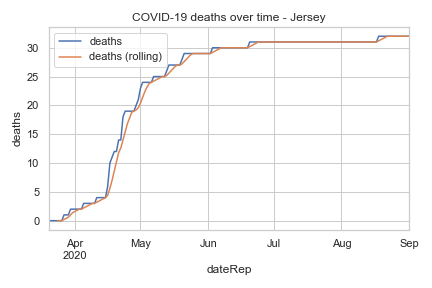 COVID-19 deaths over time - Jersey
deaths
deaths (rolling)
deaths
30
25
20
15
10
5
0
Apr
2020
May
Jun
Jul
Aug
Sep
dateRep